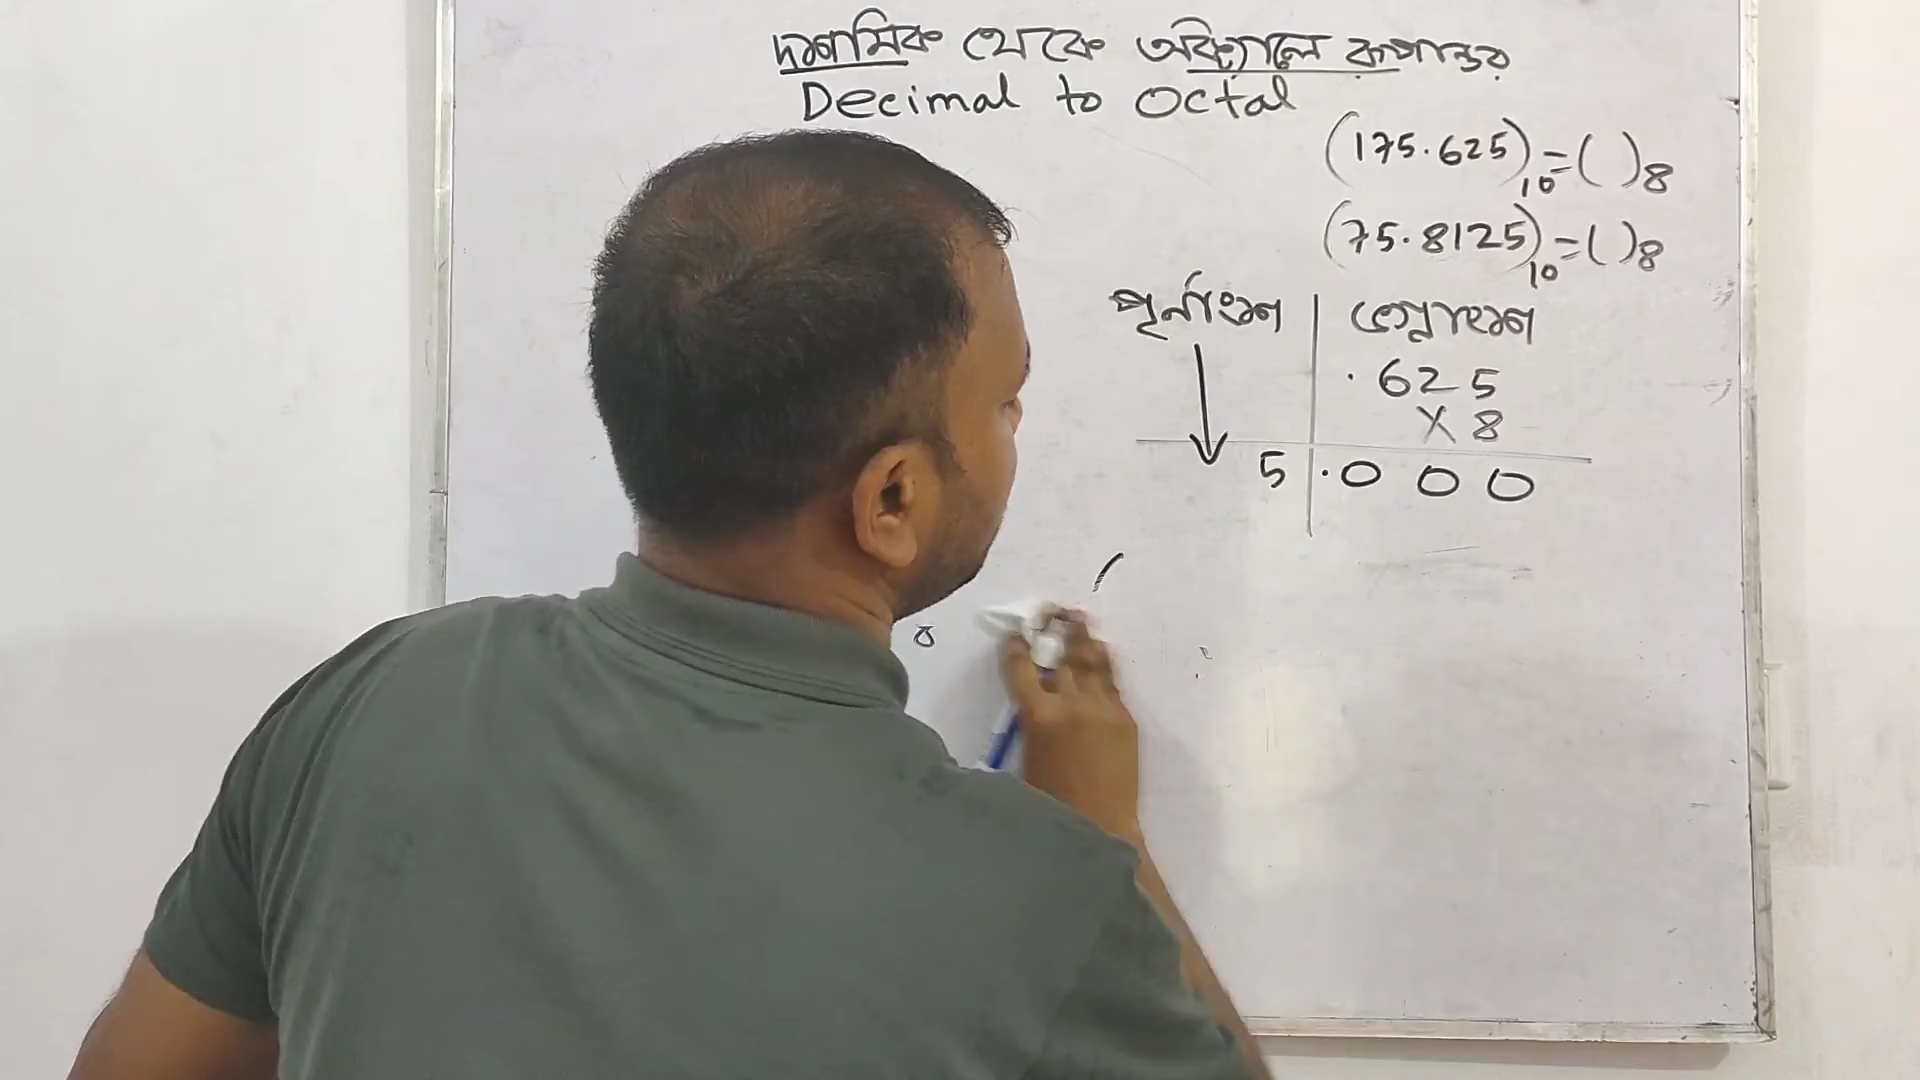 দশমিক থেকে অক্ট্যালে রূপান্তর
Decimal to Octal
(175.625)10=( )8
(75.8125)10=( )8
পূর্নাংশ | ভগ্নাংশ
.625
X 8
5 .000